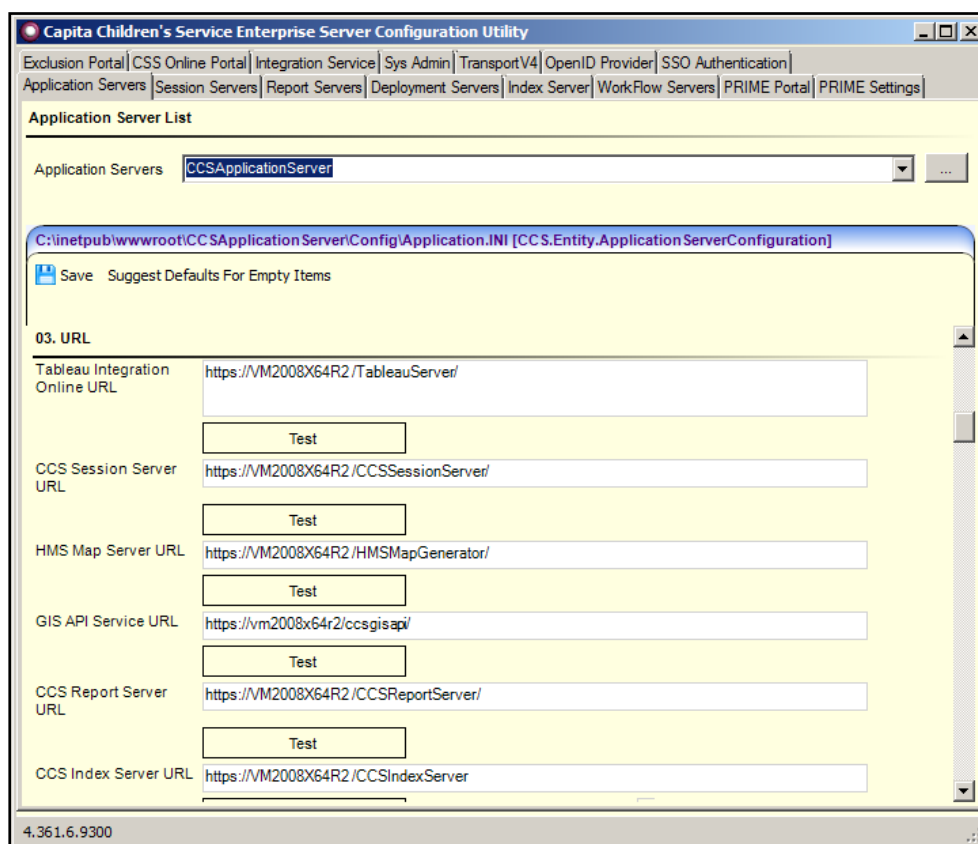 Capita Children's Service Enterprise Server Configuration Utility
Exclusion Portal CSS Online Portal Integration Service Sys Admin TransportV4 OpenID Provider SSO Authentication
Application Servers Session Servers Report Servers Deployment Servers Index Server WorkFlow Servers PRIME Portal PRIME Settings
Application Server List
Application Servers CCSApplicationServer ...
C:\inetpub\wwwroot\CCSApplicationServer\Config\Application.INI [CCS.Entity.ApplicationServerConfiguration]
Save Suggest Defaults For Empty Items
03. URL
Tableau Integration Online URL https://VM2008X64R2/TableauServer/
Test
CCS Session Server URL https://VM2008X64R2/CCSSessionServer/
Test
HMS Map Server URL https://VM2008X64R2/HMSMapGenerator/
Test
GIS API Service URL https://vm2008x64r2/ccsgisapi/
Test
CCS Report Server URL https://VM2008X64R2/CCSReportServer/
Test
CCS Index Server URL https://VM2008X64R2/CCSIndexServer
4.361.6.9300